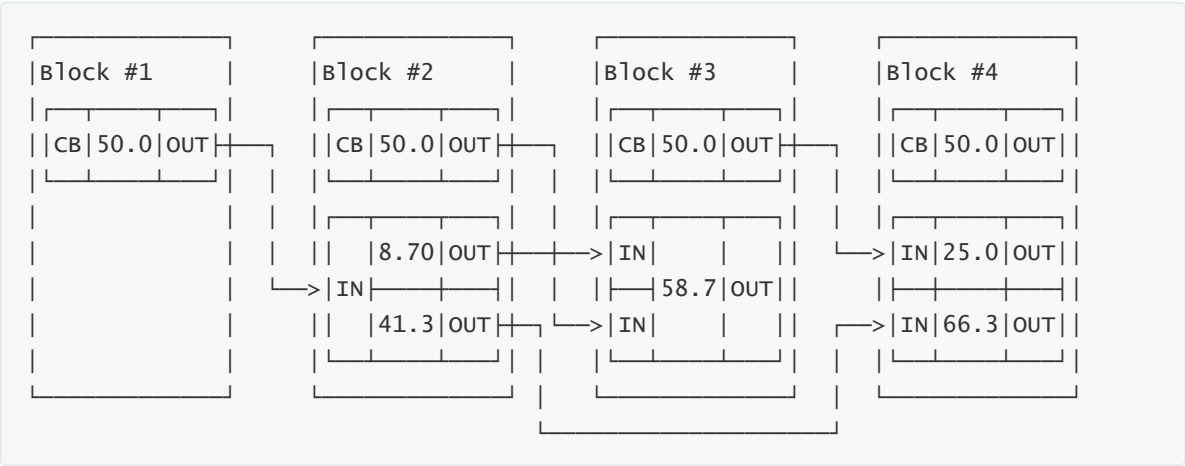 Block #1 Block #2 Block #3 Block #4
CB 50.0 OUT CB 50.0 OUT CB 50.0 OUT CB 50.0 OUT
8.70 OUT IN IN 25.0 OUT
IN 58.7 OUT
41.3 OUT IN IN 66.3 OUT